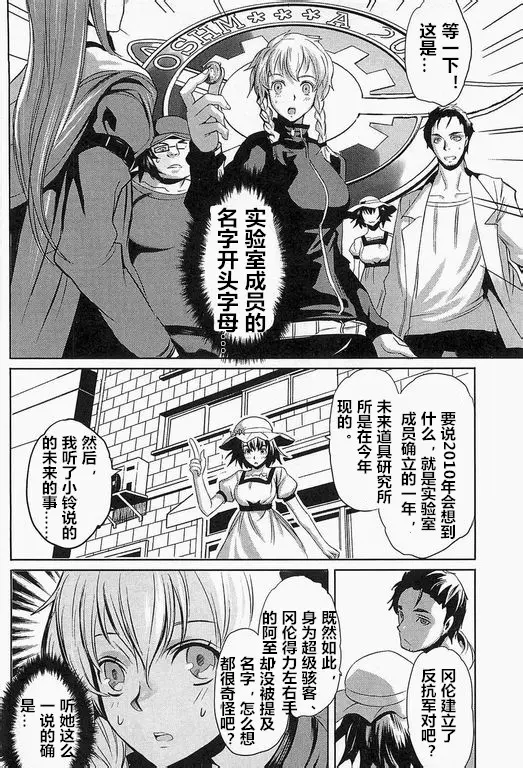 等一下！
这是…
OSHM＊＊＊A 20
实验室成员的
名字开头字母…
要说2010年会想到
什么，就是实验室
成员确立的一年，
未来道具研究所
所是在今年
现的。
然后，
我听了小铃说的
的未来的事……
冈伦建立了
反抗军对吧？
既然如此，
身为超级骇客、
冈伦得力左右手
的阿至却没被提及
名字，怎么想
都很奇怪吧？
听她这么
一说的确
是…